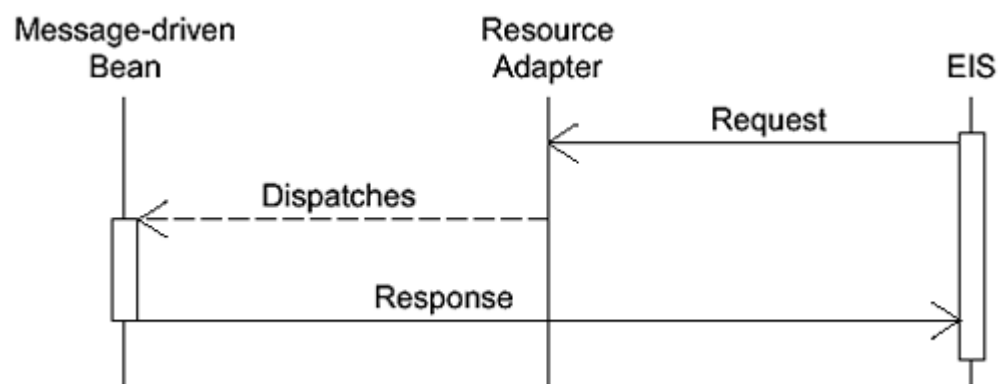 Message-driven
Bean
Resource
Adapter
EIS
Request
Dispatches
Response